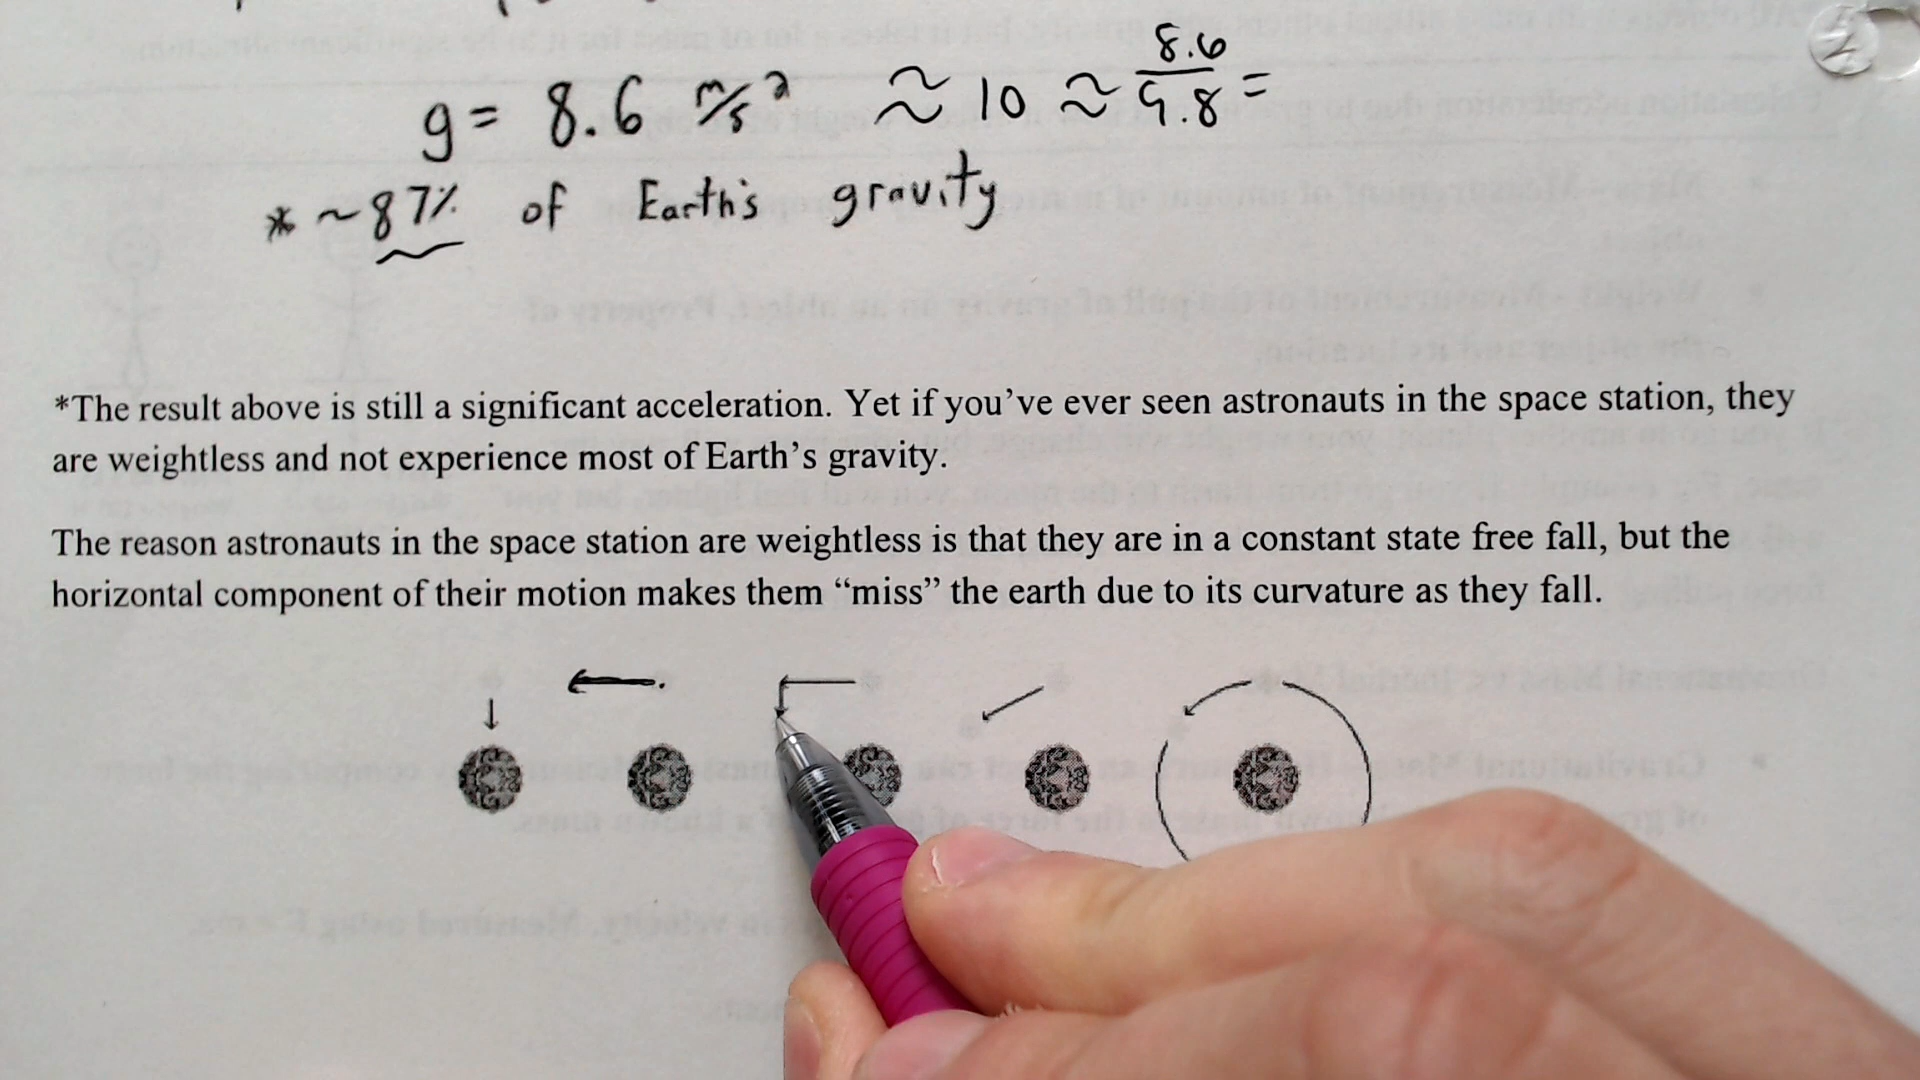 g = 8.6 m/s² ≈ 10 ≈ 8.6/9.8 =
* ~87% of Earth's gravity
*The result above is still a significant acceleration. Yet if you’ve ever seen astronauts in the space station, they
are weightless and not experience most of Earth’s gravity.
The reason astronauts in the space station are weightless is that they are in a constant state free fall, but the
horizontal component of their motion makes them “miss” the earth due to its curvature as they fall.